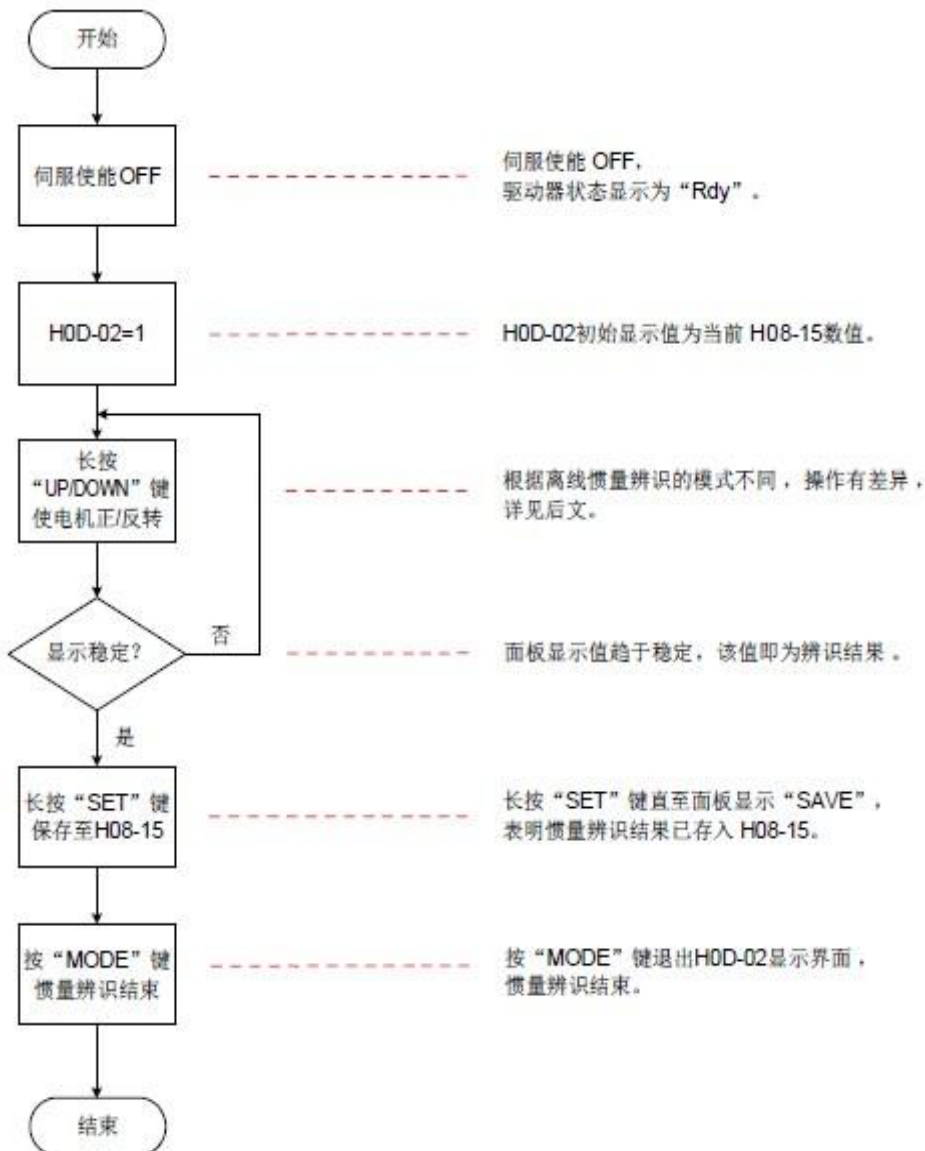 开始
伺服使能OFF
伺服使能 OFF，
驱动器状态显示为“Rdy”。
H0D-02=1
H0D-02初始显示值为当前 H08-15数值。
长按
“UP/DOWN”键
使电机正/反转
根据离线惯量辨识的模式不同，操作有差异，
详见后文。
显示稳定?
否
面板显示值趋于稳定，该值即为辨识结果 。
是
长按“SET”键
保存至H08-15
长按“SET”键直至面板显示“SAVE”，
表明惯量辨识结果已存入 H08-15。
按“MODE”键
惯量辨识结束
按“MODE”键退出H0D-02显示界面，
惯量辨识结束。
结束